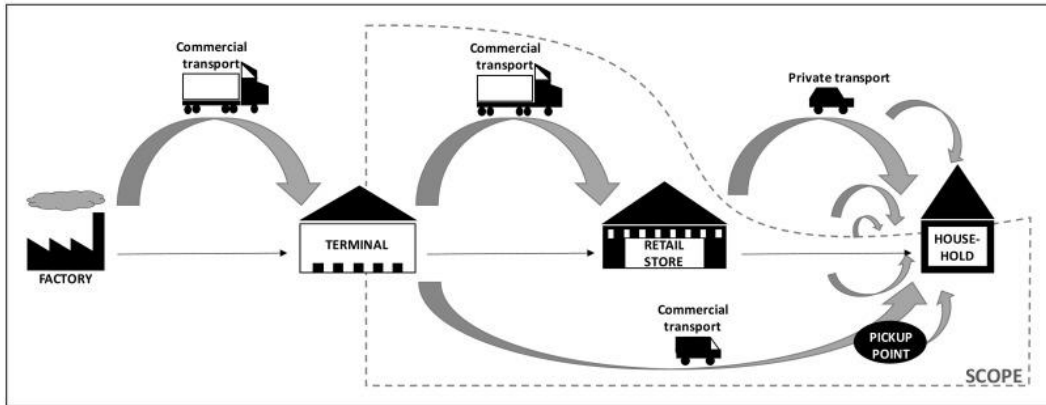 Commercial
transport
Commercial
transport
Private transport
FACTORY
TERMINAL
RETAIL
STORE
HOUSE-
HOLD
Commercial
transport
PICKUP
POINT
SCOPE